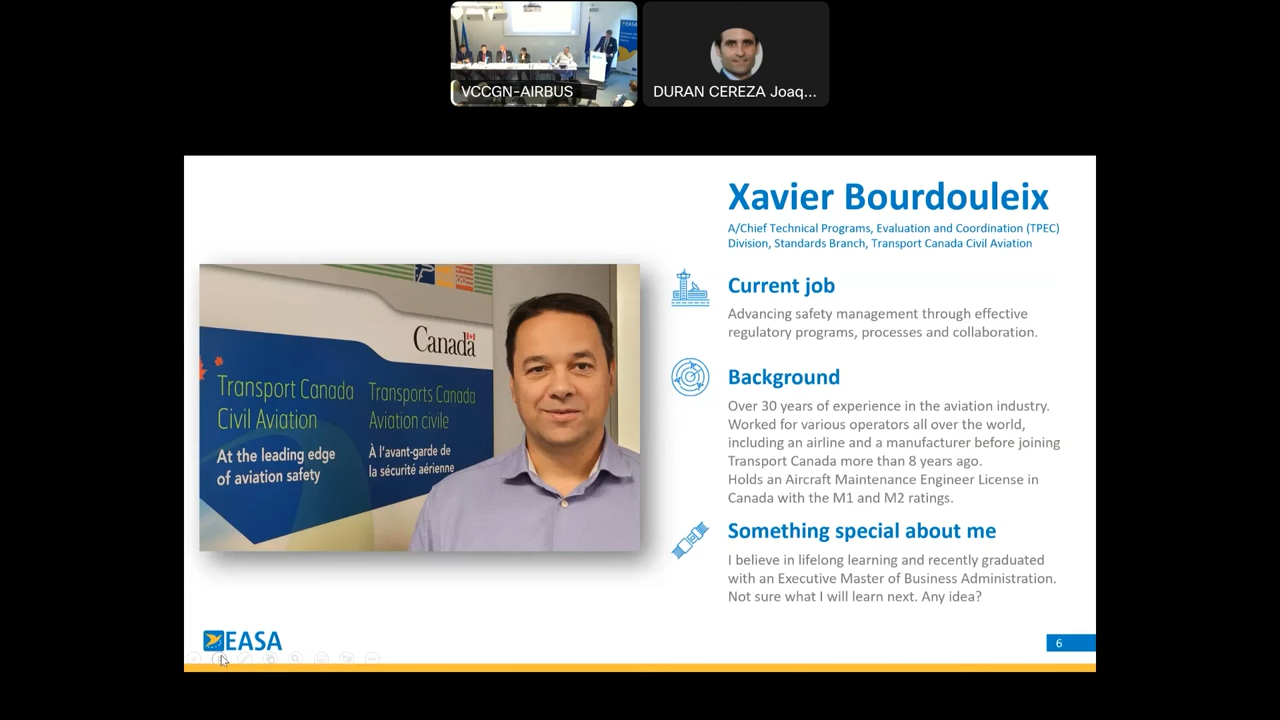 EASA
VCCGN-AIRBUS
DURAN CEREZA Joaq...
Xavier Bourdouleix
A/Chief Technical Programs, Evaluation and Coordination (TPEC)
Division, Standards Branch, Transport Canada Civil Aviation
Current job
Advancing safety management through effective
regulatory programs, processes and collaboration.
Background
Over 30 years of experience in the aviation industry.
Worked for various operators all over the world,
including an airline and a manufacturer before joining
Transport Canada more than 8 years ago.
Holds an Aircraft Maintenance Engineer License in
Canada with the M1 and M2 ratings.
Something special about me
I believe in lifelong learning and recently graduated
with an Executive Master of Business Administration.
Not sure what I will learn next. Any idea?
Canada
Transport Canada
Civil Aviation
At the leading edge
of aviation safety
Transports Canada
Aviation civile
À l'avant-garde de
la sécurité aérienne
EASA
6